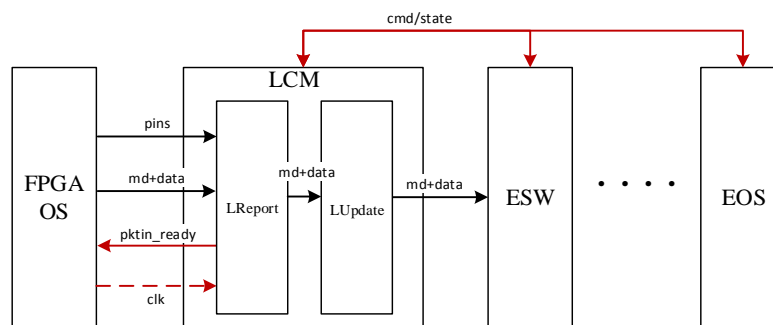 cmd/state
LCM
pins
md+data
FPGA
OS
md+data
md+data
LReport
LUpdate
ESW
EOS
pktin_ready
clk